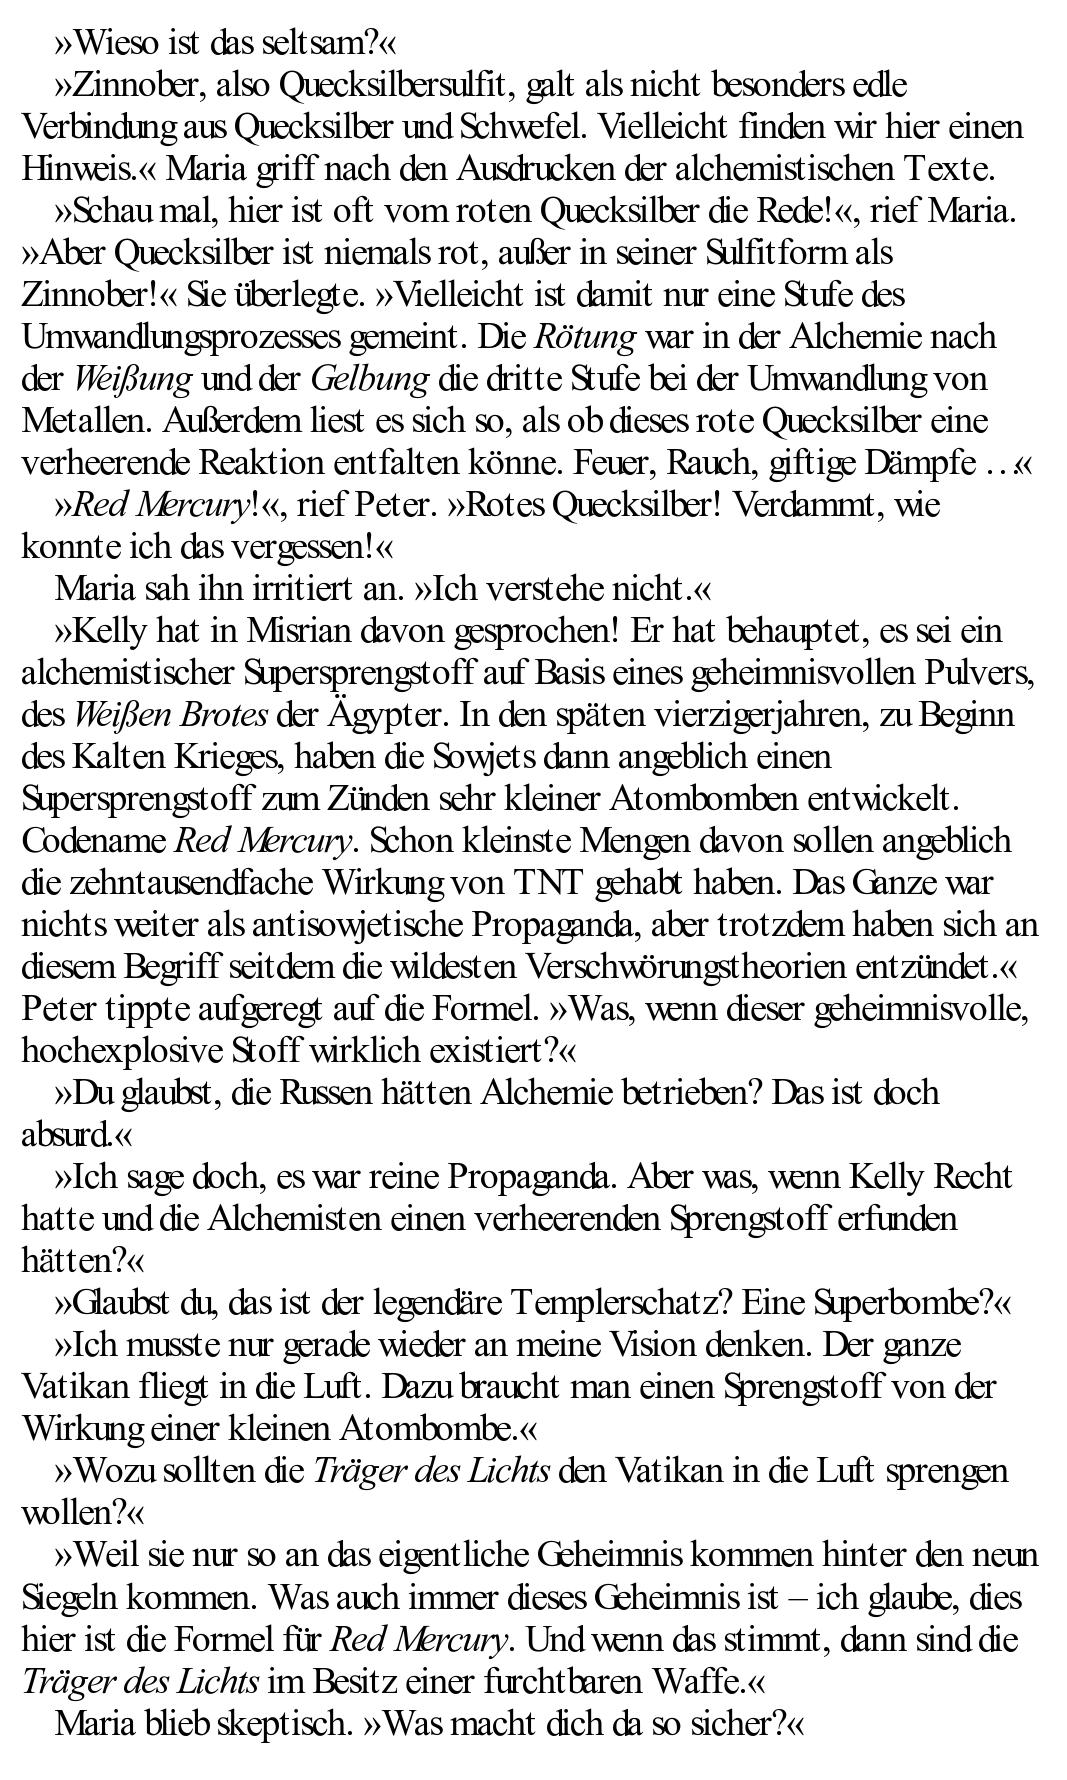 »Wieso ist das seltsam?«
»Zinnober, also Quecksilbersulfit, galt als nicht besonders edle
Verbindung aus Quecksilber und Schwefel. Vielleicht finden wir hier einen
Hinweis.« Maria griff nach den Ausdrucken der alchemistischen Texte.
»Schau mal, hier ist oft vom roten Quecksilber die Rede!«, rief Maria.
»Aber Quecksilber ist niemals rot, außer in seiner Sulfitform als
Zinnober!« Sie überlegte. »Vielleicht ist damit nur eine Stufe des
Umwandlungsprozesses gemeint. Die Rötung war in der Alchemie nach
der Weißung und der Gelbung die dritte Stufe bei der Umwandlung von
Metallen. Außerdem liest es sich so, als ob dieses rote Quecksilber eine
verheerende Reaktion entfalten könne. Feuer, Rauch, giftige Dämpfe …«
»Red Mercury!«, rief Peter. »Rotes Quecksilber! Verdammt, wie
konnte ich das vergessen!«
Maria sah ihn irritiert an. »Ich verstehe nicht.«
»Kelly hat in Misrian davon gesprochen! Er hat behauptet, es sei ein
alchemistischer Supersprengstoff auf Basis eines geheimnisvollen Pulvers,
des Weißen Brotes der Ägypter. In den späten vierzigerjahren, zu Beginn
des Kalten Krieges, haben die Sowjets dann angeblich einen
Supersprengstoff zum Zünden sehr kleiner Atombomben entwickelt.
Codename Red Mercury. Schon kleinste Mengen davon sollen angeblich
die zehntausendfache Wirkung von TNT gehabt haben. Das Ganze war
nichts weiter als antisowjetische Propaganda, aber trotzdem haben sich an
diesem Begriff seitdem die wildesten Verschwörungstheorien entzündet.«
Peter tippte aufgeregt auf die Formel. »Was, wenn dieser geheimnisvolle,
hochexplosive Stoff wirklich existiert?«
»Du glaubst, die Russen hätten Alchemie betrieben? Das ist doch
absurd.«
»Ich sage doch, es war reine Propaganda. Aber was, wenn Kelly Recht
hatte und die Alchemisten einen verheerenden Sprengstoff erfunden
hätten?«
»Glaubst du, das ist der legendäre Templerschatz? Eine Superbombe?«
»Ich musste nur gerade wieder an meine Vision denken. Der ganze
Vatikan fliegt in die Luft. Dazu braucht man einen Sprengstoff von der
Wirkung einer kleinen Atombombe.«
»Wozu sollten die Träger des Lichts den Vatikan in die Luft sprengen
wollen?«
»Weil sie nur so an das eigentliche Geheimnis kommen hinter den neun
Siegeln kommen. Was auch immer dieses Geheimnis ist – ich glaube, dies
hier ist die Formel für Red Mercury. Und wenn das stimmt, dann sind die
Träger des Lichts im Besitz einer furchtbaren Waffe.«
Maria blieb skeptisch. »Was macht dich da so sicher?«